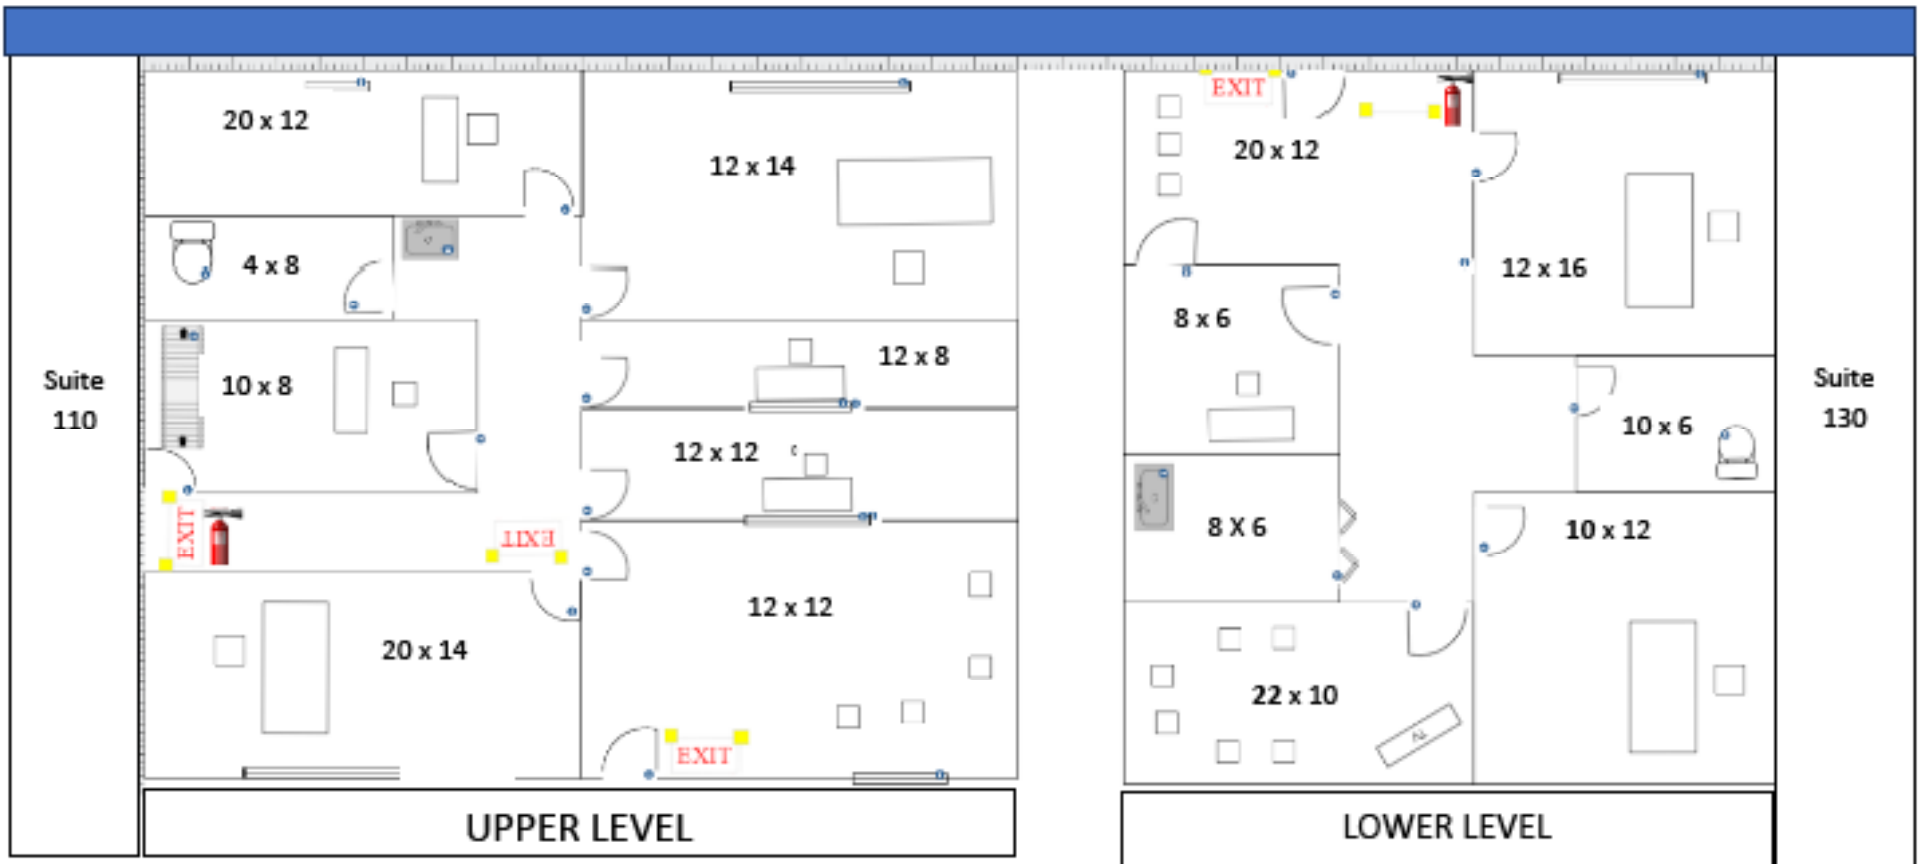 20 x 12
12 x 14
4 x 8
12 x 8
10 x 8
Suite
110
12 x 12
EXIT
EXIT
12 x 12
20 x 14
EXIT
UPPER LEVEL
EXIT
20 x 12
12 x 16
8 x 6
Suite
130
10 x 6
8 X 6
10 x 12
22 x 10
TV
LOWER LEVEL